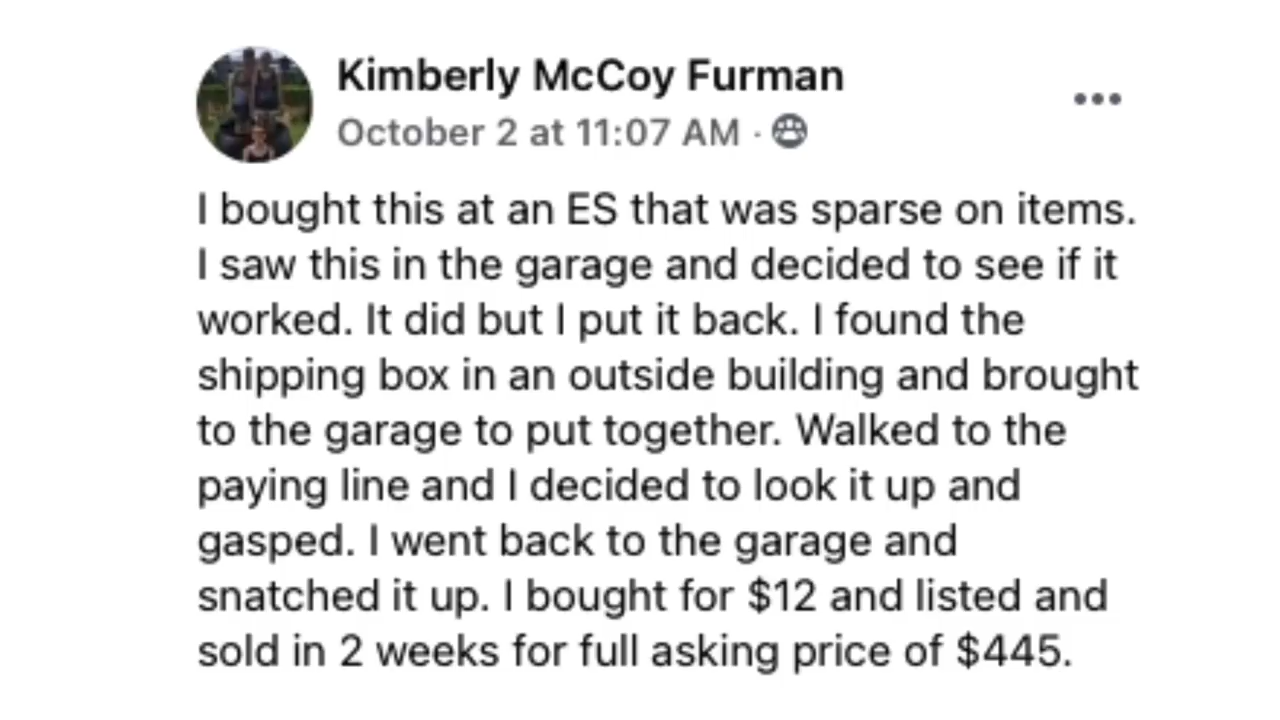 Kimberly McCoy Furman
October 2 at 11:07 AM ·
I bought this at an ES that was sparse on items.
I saw this in the garage and decided to see if it
worked. It did but I put it back. I found the
shipping box in an outside building and brought
to the garage to put together. Walked to the
paying line and I decided to look it up and
gasped. I went back to the garage and
snatched it up. I bought for $12 and listed and
sold in 2 weeks for full asking price of $445.